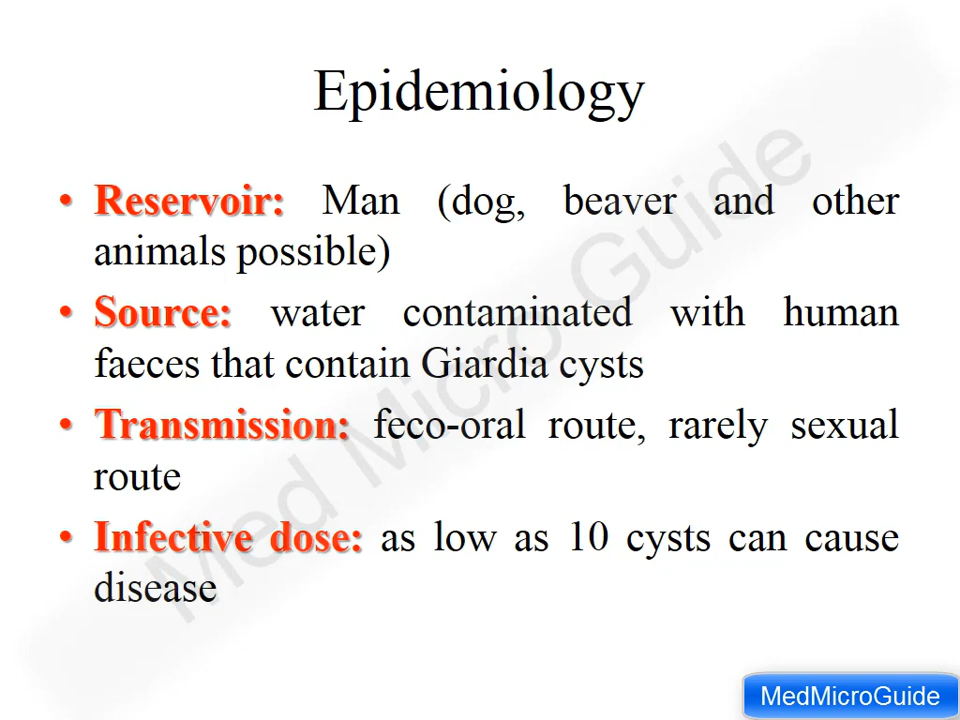 Epidemiology
• Reservoir: Man (dog, beaver and other
animals possible)
• Source: water contaminated with human
faeces that contain Giardia cysts
• Transmission: feco-oral route, rarely sexual
route
• Infective dose: as low as 10 cysts can cause
disease
Med Micro Guide
MedMicroGuide